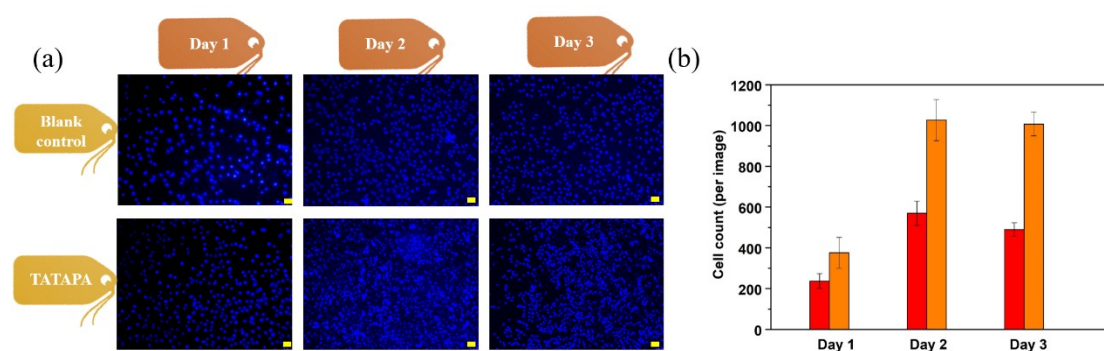 (a)
Day 1
Day 2
Day 3
Blank
control
TATAPA
(b)
Cell count (per image)
1200
1000
800
600
400
200
0
Day 1
Day 2
Day 3